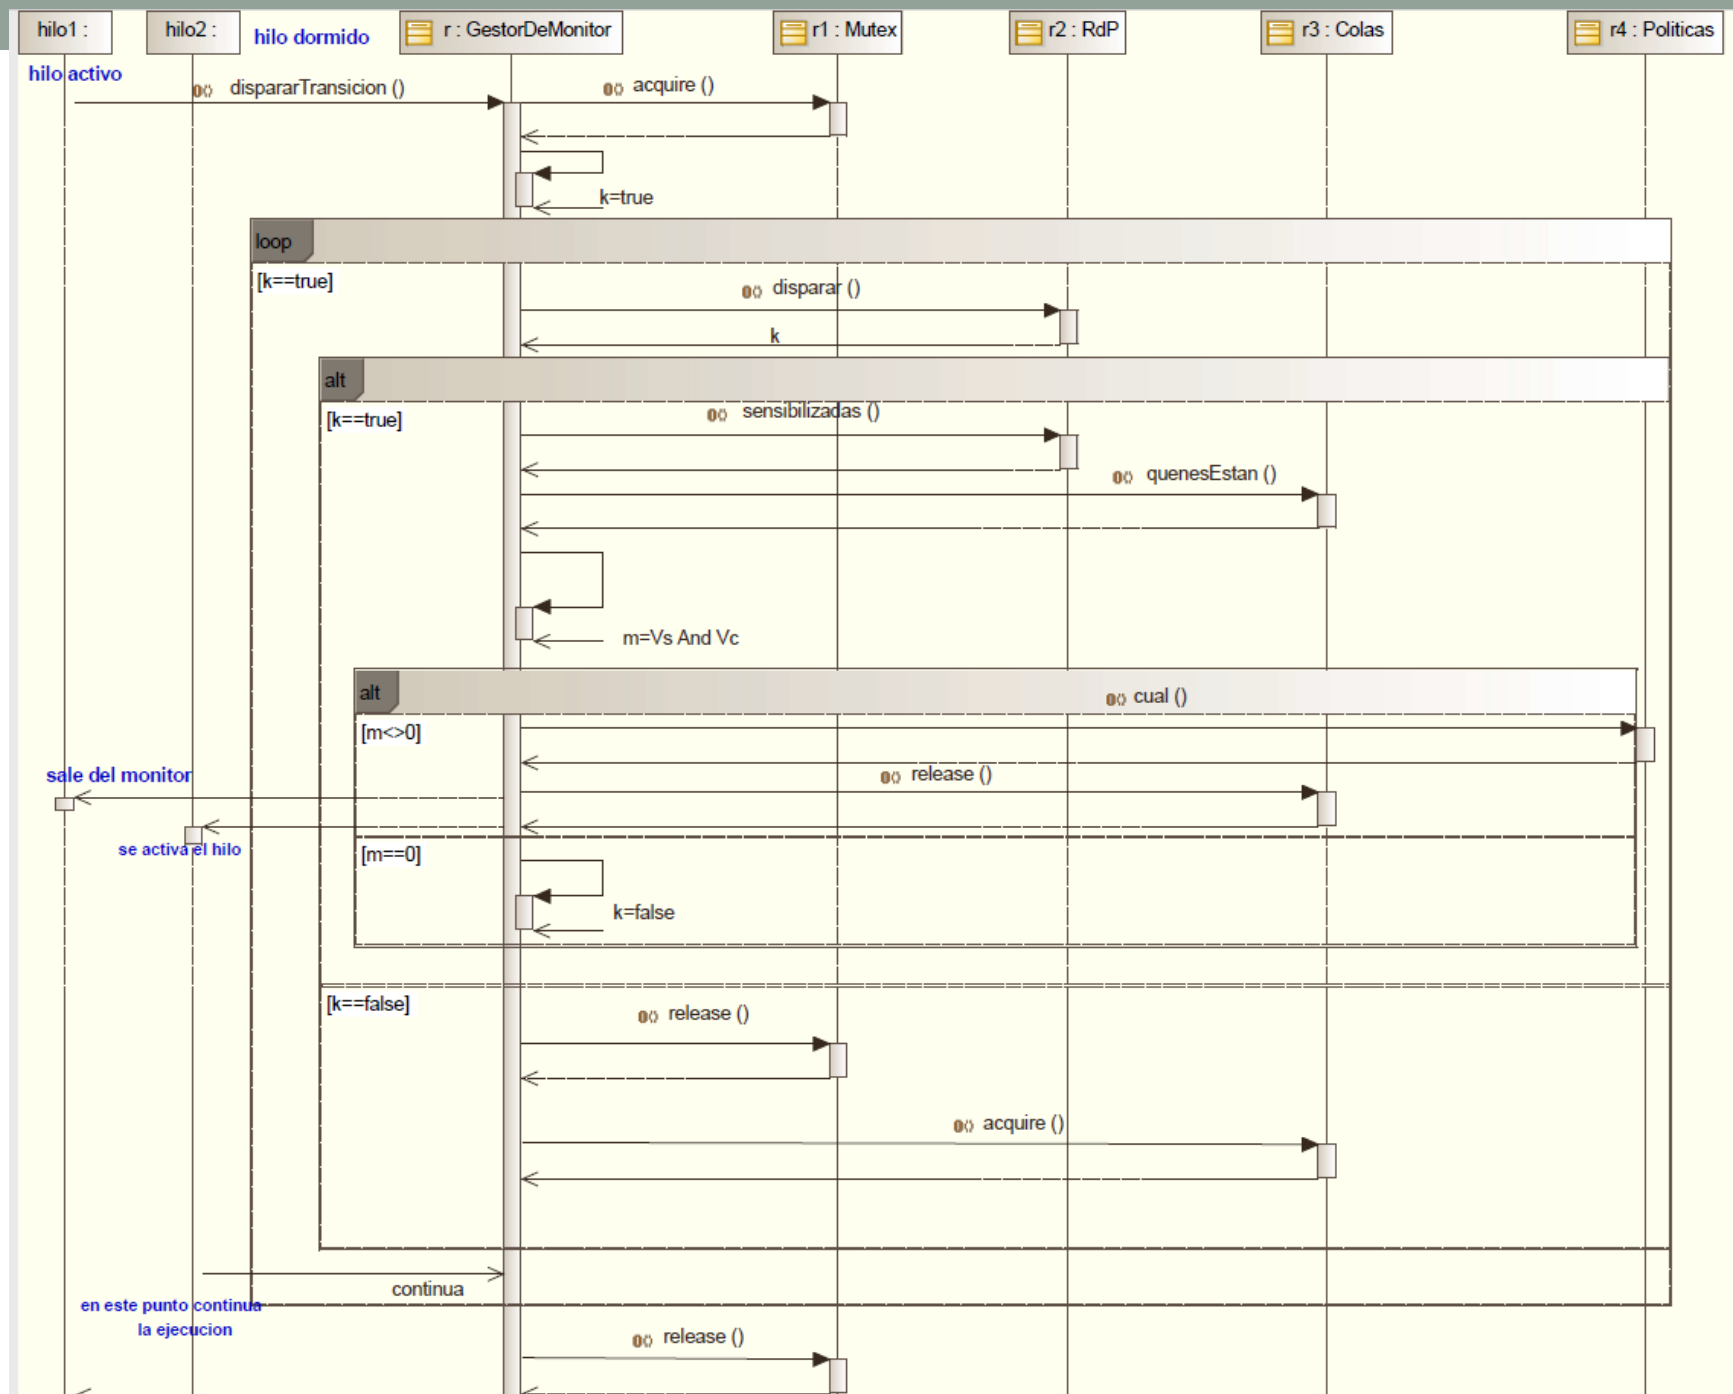 hilo1 :
hilo2 :
hilo dormido
r : GestorDeMonitor
r1 : Mutex
r2 : RdP
r3 : Colas
r4 : Politicas
hilo activo
dispararTransicion ()
acquire ()
k=true
loop
[k==true]
disparar ()
k
alt
[k==true]
sensibilizadas ()
quenesEstan ()
m=Vs And Vc
alt
cual ()
[m<>0]
sale del monitor
release ()
se activa el hilo
[m==0]
k=false
[k==false]
release ()
acquire ()
continua
en este punto continua
la ejecucion
release ()